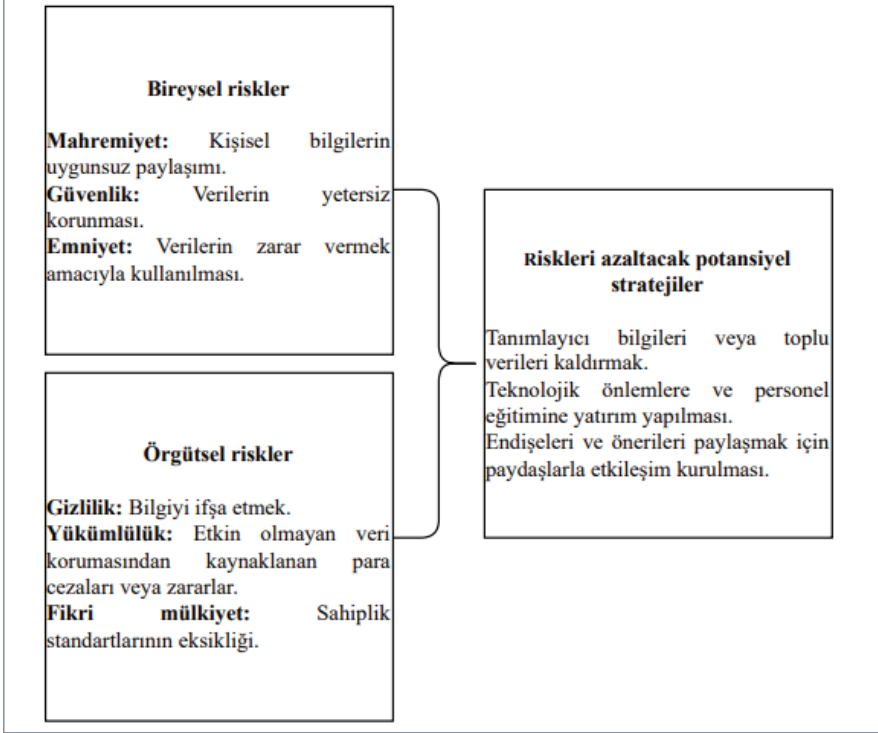 Bireysel riskler
Mahremiyet: Kişisel bilgilerin
uygunsuz paylaşımı.
Güvenlik: Verilerin yetersiz
korunması.
Emniyet: Verilerin zarar vermek
amacıyla kullanılması.
Örgütsel riskler
Gizlilik: Bilgiyi ifşa etmek.
Yükümlülük: Etkin olmayan veri
korumasından kaynaklanan para
cezaları veya zararlar.
Fikri mülkiyet: Sahiplik
standartlarının eksikliği.
Riskleri azaltacak potansiyel
stratejiler
Tanımlayıcı bilgileri veya toplu
verileri kaldırmak.
Teknolojik önlemlere ve personel
eğitimine yatırım yapılması.
Endişeleri ve önerileri paylaşmak için
paydaşlarla etkileşim kurulması.